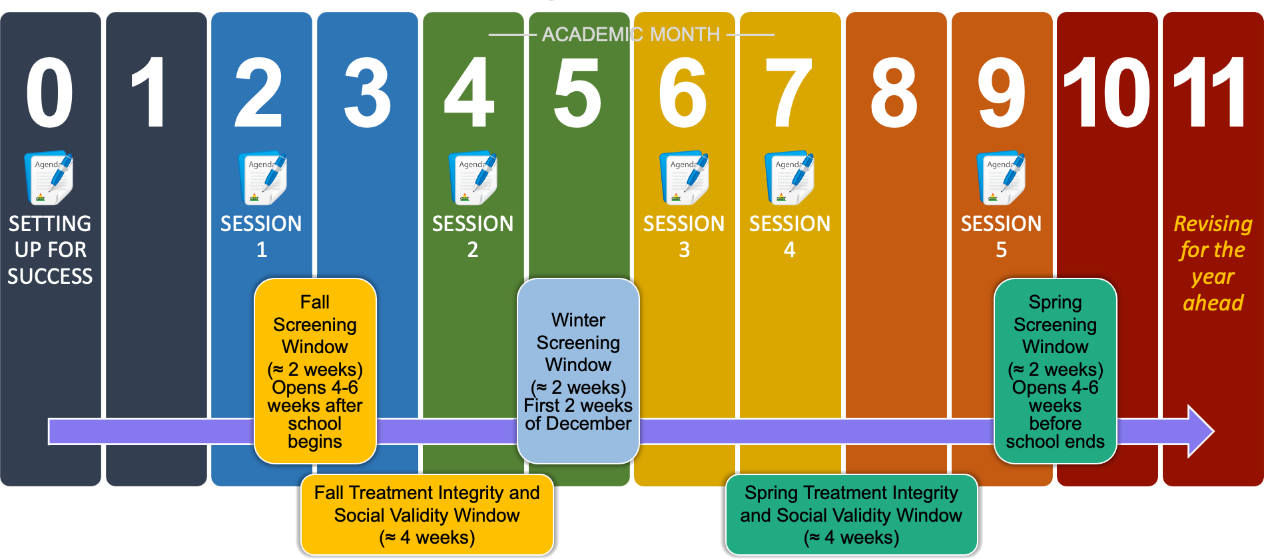 ACADEMIC MONTH
0
1
2
3
4
5
6
7
8
9
10
11
Agenda
SETTING
UP FOR
SUCCESS
Agenda
SESSION
1
Agenda
SESSION
2
Agenda
SESSION
3
Agenda
SESSION
4
Agenda
SESSION
5
Revising
for the
year
ahead
Fall
Screening
Window
(≈ 2 weeks)
Opens 4-6
weeks after
school
begins
Winter
Screening
Window
(≈ 2 weeks)
First 2 weeks
of December
Spring
Screening
Window
(≈ 2 weeks)
Opens 4-6
weeks
before
school ends
Fall Treatment Integrity and
Social Validity Window
(≈ 4 weeks)
Spring Treatment Integrity
and Social Validity Window
(≈ 4 weeks)